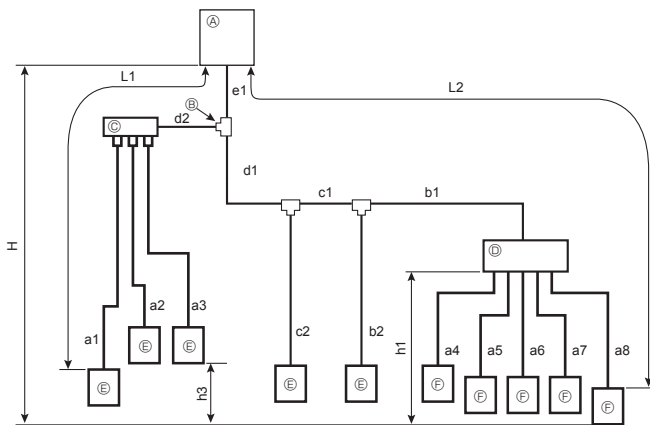 Ⓐ
L1
e1
L2
Ⓑ
Ⓒ
d2
d1
c1
b1
H
Ⓓ
a1
a2
a3
c2
b2
h1
a4
a5
a6
a7
a8
Ⓔ
Ⓔ
Ⓔ
h3
Ⓔ
Ⓔ
Ⓕ
Ⓕ
Ⓕ
Ⓕ
Ⓕ